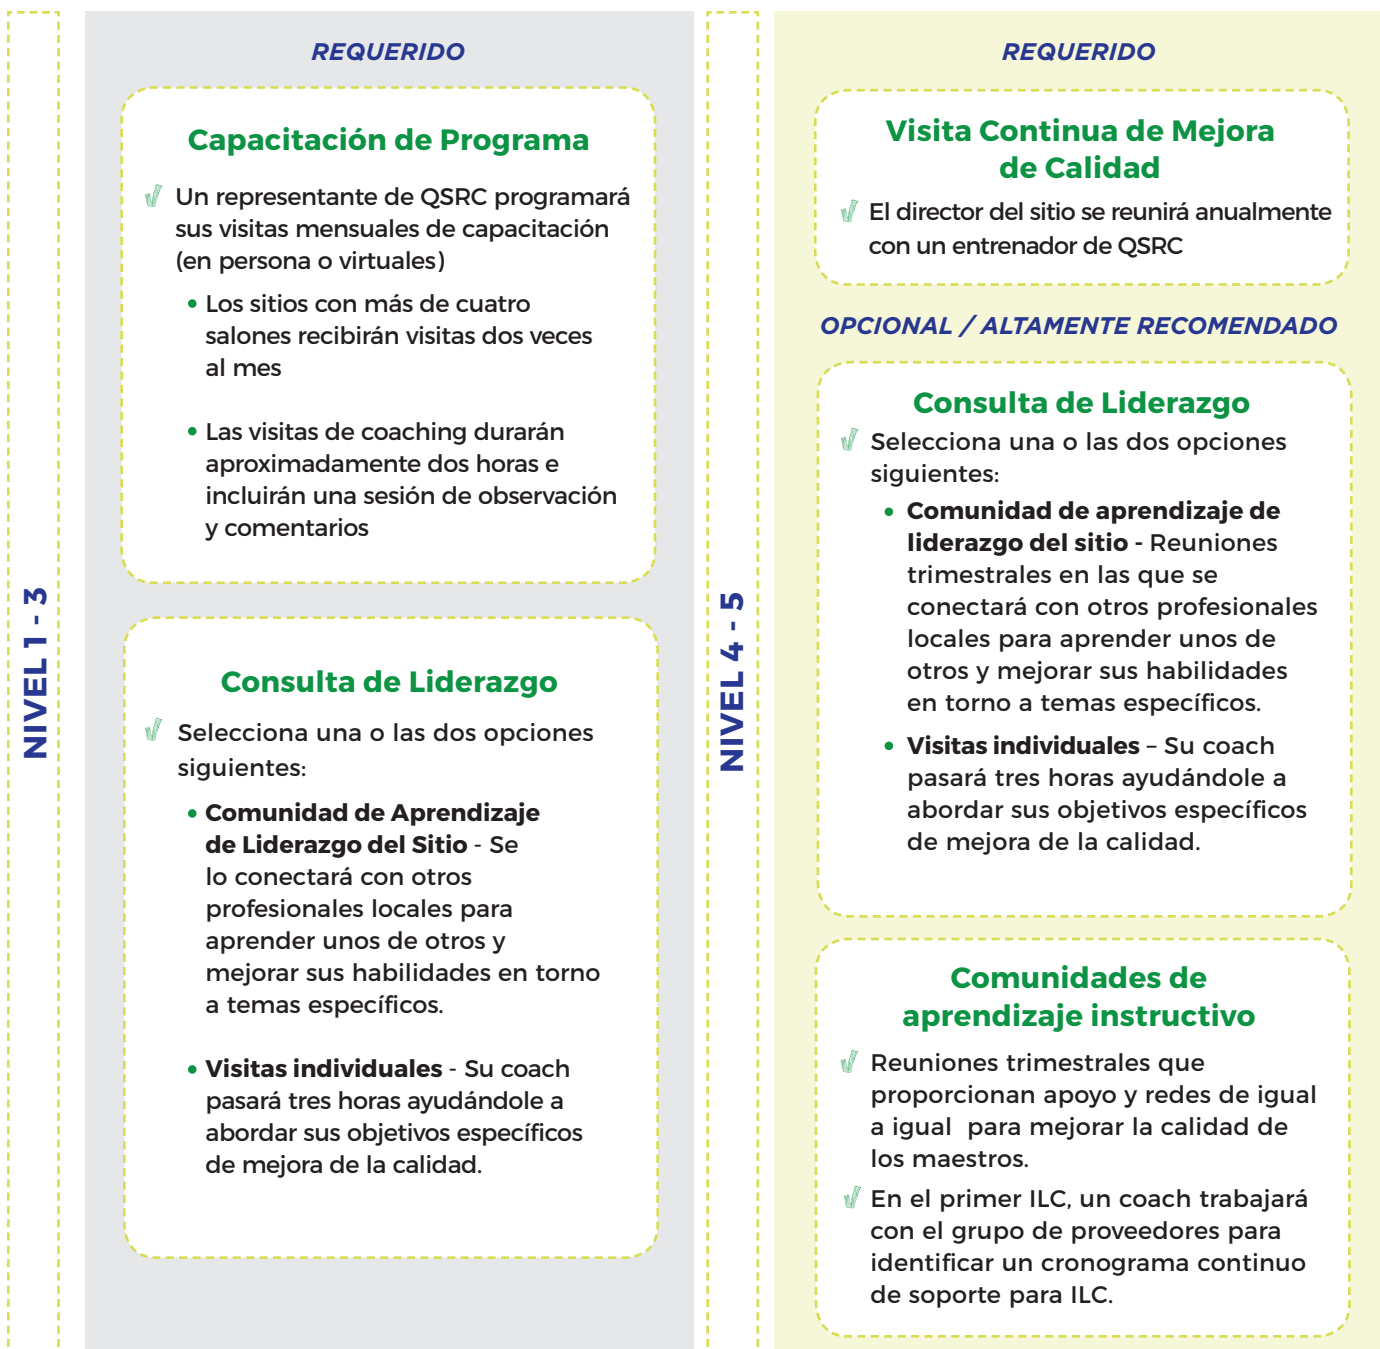 NIVEL 1 - 3
REQUERIDO
Capacitación de Programa
Un representante de QSRC programará
sus visitas mensuales de capacitación
(en persona o virtuales)
• Los sitios con más de cuatro
salones recibirán visitas dos veces
al mes
• Las visitas de coaching durarán
aproximadamente dos horas e
incluirán una sesión de observación
y comentarios
Consulta de Liderazgo
Selecciona una o las dos opciones
siguientes:
• Comunidad de Aprendizaje
de Liderazgo del Sitio - Se
lo conectará con otros
profesionales locales para
aprender unos de otros y
mejorar sus habilidades en torno
a temas específicos.
• Visitas individuales - Su coach
pasará tres horas ayudándole a
abordar sus objetivos específicos
de mejora de la calidad.
NIVEL 4 - 5
REQUERIDO
Visita Continua de Mejora
de Calidad
El director del sitio se reunirá anualmente
con un entrenador de QSRC
OPCIONAL / ALTAMENTE RECOMENDADO
Consulta de Liderazgo
Selecciona una o las dos opciones
siguientes:
• Comunidad de aprendizaje de
liderazgo del sitio - Reuniones
trimestrales en las que se
conectará con otros profesionales
locales para aprender unos de
otros y mejorar sus habilidades
en torno a temas específicos.
• Visitas individuales – Su coach
pasará tres horas ayudándole a
abordar sus objetivos específicos
de mejora de la calidad.
Comunidades de
aprendizaje instructivo
Reuniones trimestrales que
proporcionan apoyo y redes de igual
a igual para mejorar la calidad de
los maestros.
En el primer ILC, un coach trabajará
con el grupo de proveedores para
identificar un cronograma continuo
de soporte para ILC.